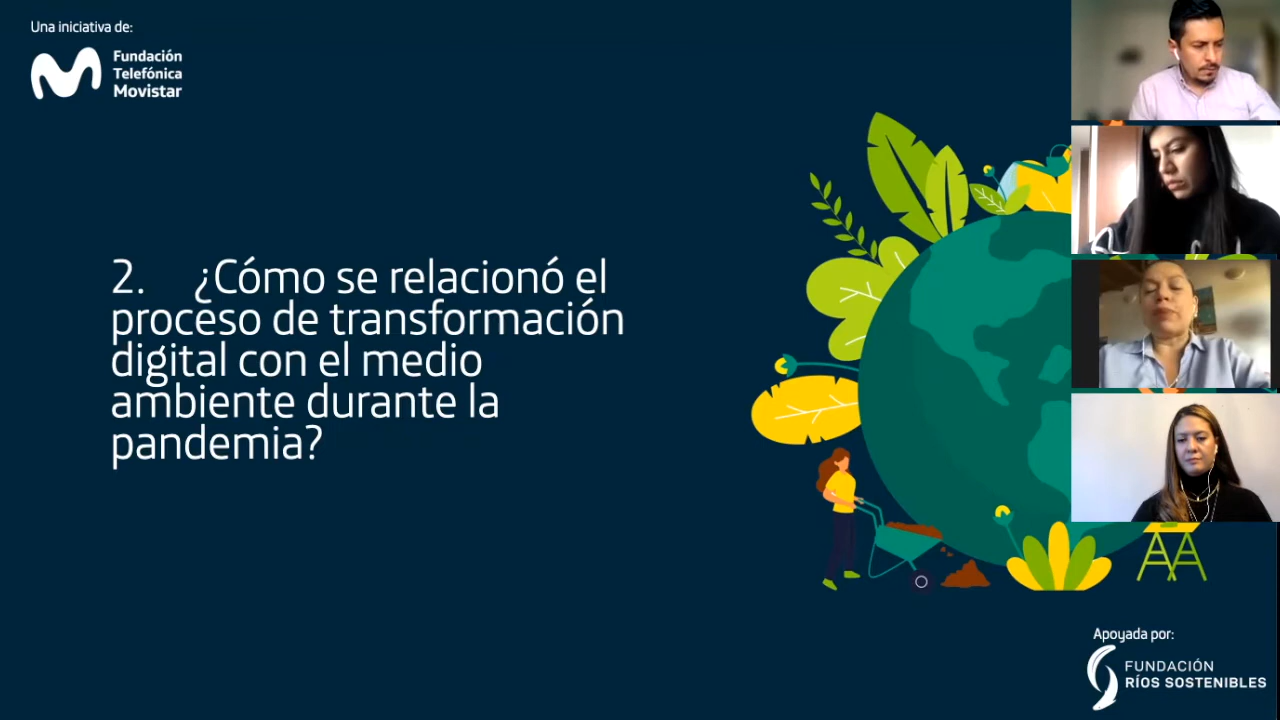 Una iniciativa de:
Fundación
Telefónica
Movistar
2. ¿Cómo se relacionó el
proceso de transformación
digital con el medio
ambiente durante la
pandemia?
Apoyada por:
FUNDACIÓN
RÍOS SOSTENIBLES